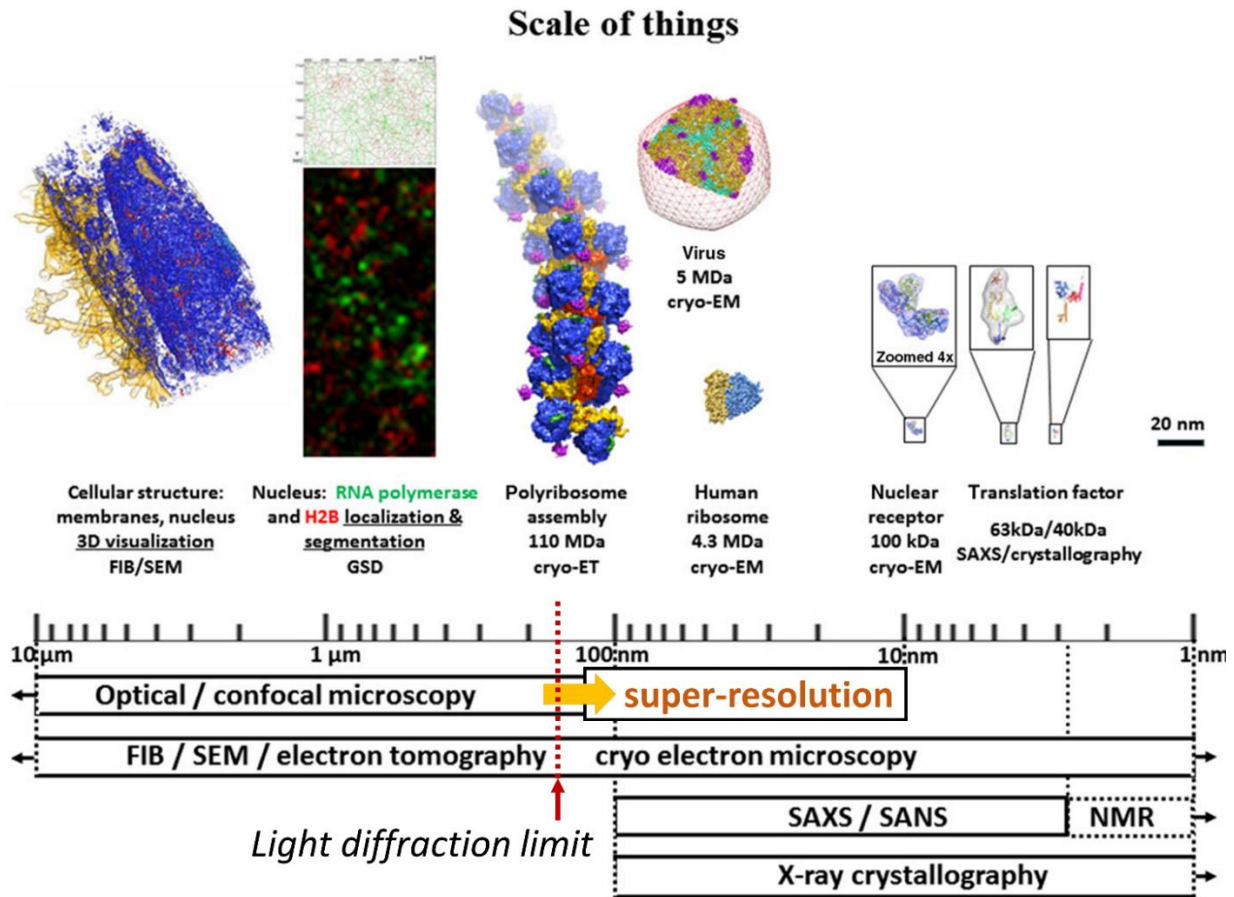 Scale of things
Virus
5 MDa
cryo-EM
Zoomed 4x
20 nm
Cellular structure:
membranes, nucleus
3D visualization
FIB/SEM
Nucleus: RNA polymerase
and H2B localization &
segmentation
GSD
Polyribosome
assembly
110 MDa
cryo-ET
Human
ribosome
4.3 MDa
cryo-EM
Nuclear
receptor
100 kDa
cryo-EM
Translation factor
63kDa/40kDa
SAXS/crystallography
10 µm
1 µm
100nm
10nm
1 nm
Optical / confocal microscopy
super-resolution
FIB / SEM / electron tomography
cryo electron microscopy
SAXS / SANS
NMR
Light diffraction limit
X-ray crystallography